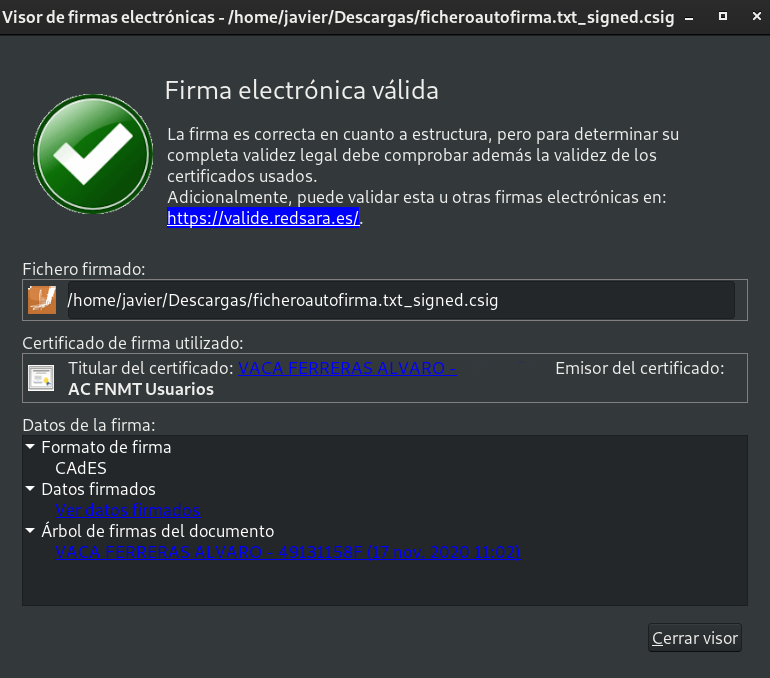 Visor de firmas electrónicas - /home/javier/Descargas/ficheroautofirma.txt_signed.csig
Firma electrónica válida
La firma es correcta en cuanto a estructura, pero para determinar su
completa validez legal debe comprobar además la validez de los
certificados usados.
Adicionalmente, puede validar esta u otras firmas electrónicas en:
https://valide.redsara.es/.
Fichero firmado:
/home/javier/Descargas/ficheroautofirma.txt_signed.csig
Certificado de firma utilizado:
Titular del certificado: VACA FERRERAS ALVARO - Emisor del certificado:
AC FNMT Usuarios
Datos de la firma:
Formato de firma
CAdES
Datos firmados
Ver datos firmados
Árbol de firmas del documento
VACA FERRERAS ALVARO - 49131158F (17 nov. 2020 11:02)
Cerrar visor